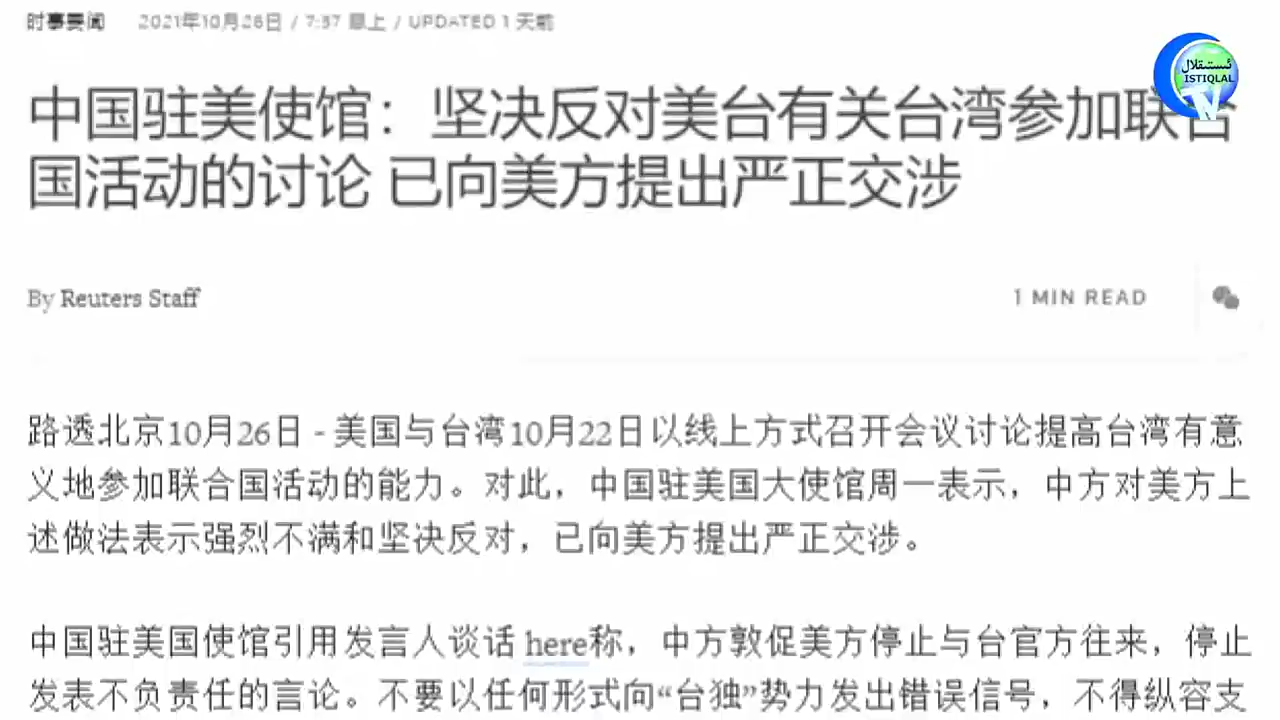 时事要闻 2021年10月26日 / 7:37 晚上 / UPDATED 1 天前
ئىستىقلال
ISTIQLAL
TV
中国驻美使馆：坚决反对美台有关台湾参加联合
国活动的讨论 已向美方提出严正交涉
By Reuters Staff
1 MIN READ
路透北京10月26日 - 美国与台湾10月22日以线上方式召开会议讨论提高台湾有意
义地参加联合国活动的能力。对此，中国驻美国大使馆周一表示，中方对美方上
述做法表示强烈不满和坚决反对，已向美方提出严正交涉。
中国驻美国使馆引用发言人谈话 here称，中方敦促美方停止与台官方往来，停止
发表不负责任的言论。不要以任何形式向“台独”势力发出错误信号，不得纵容支